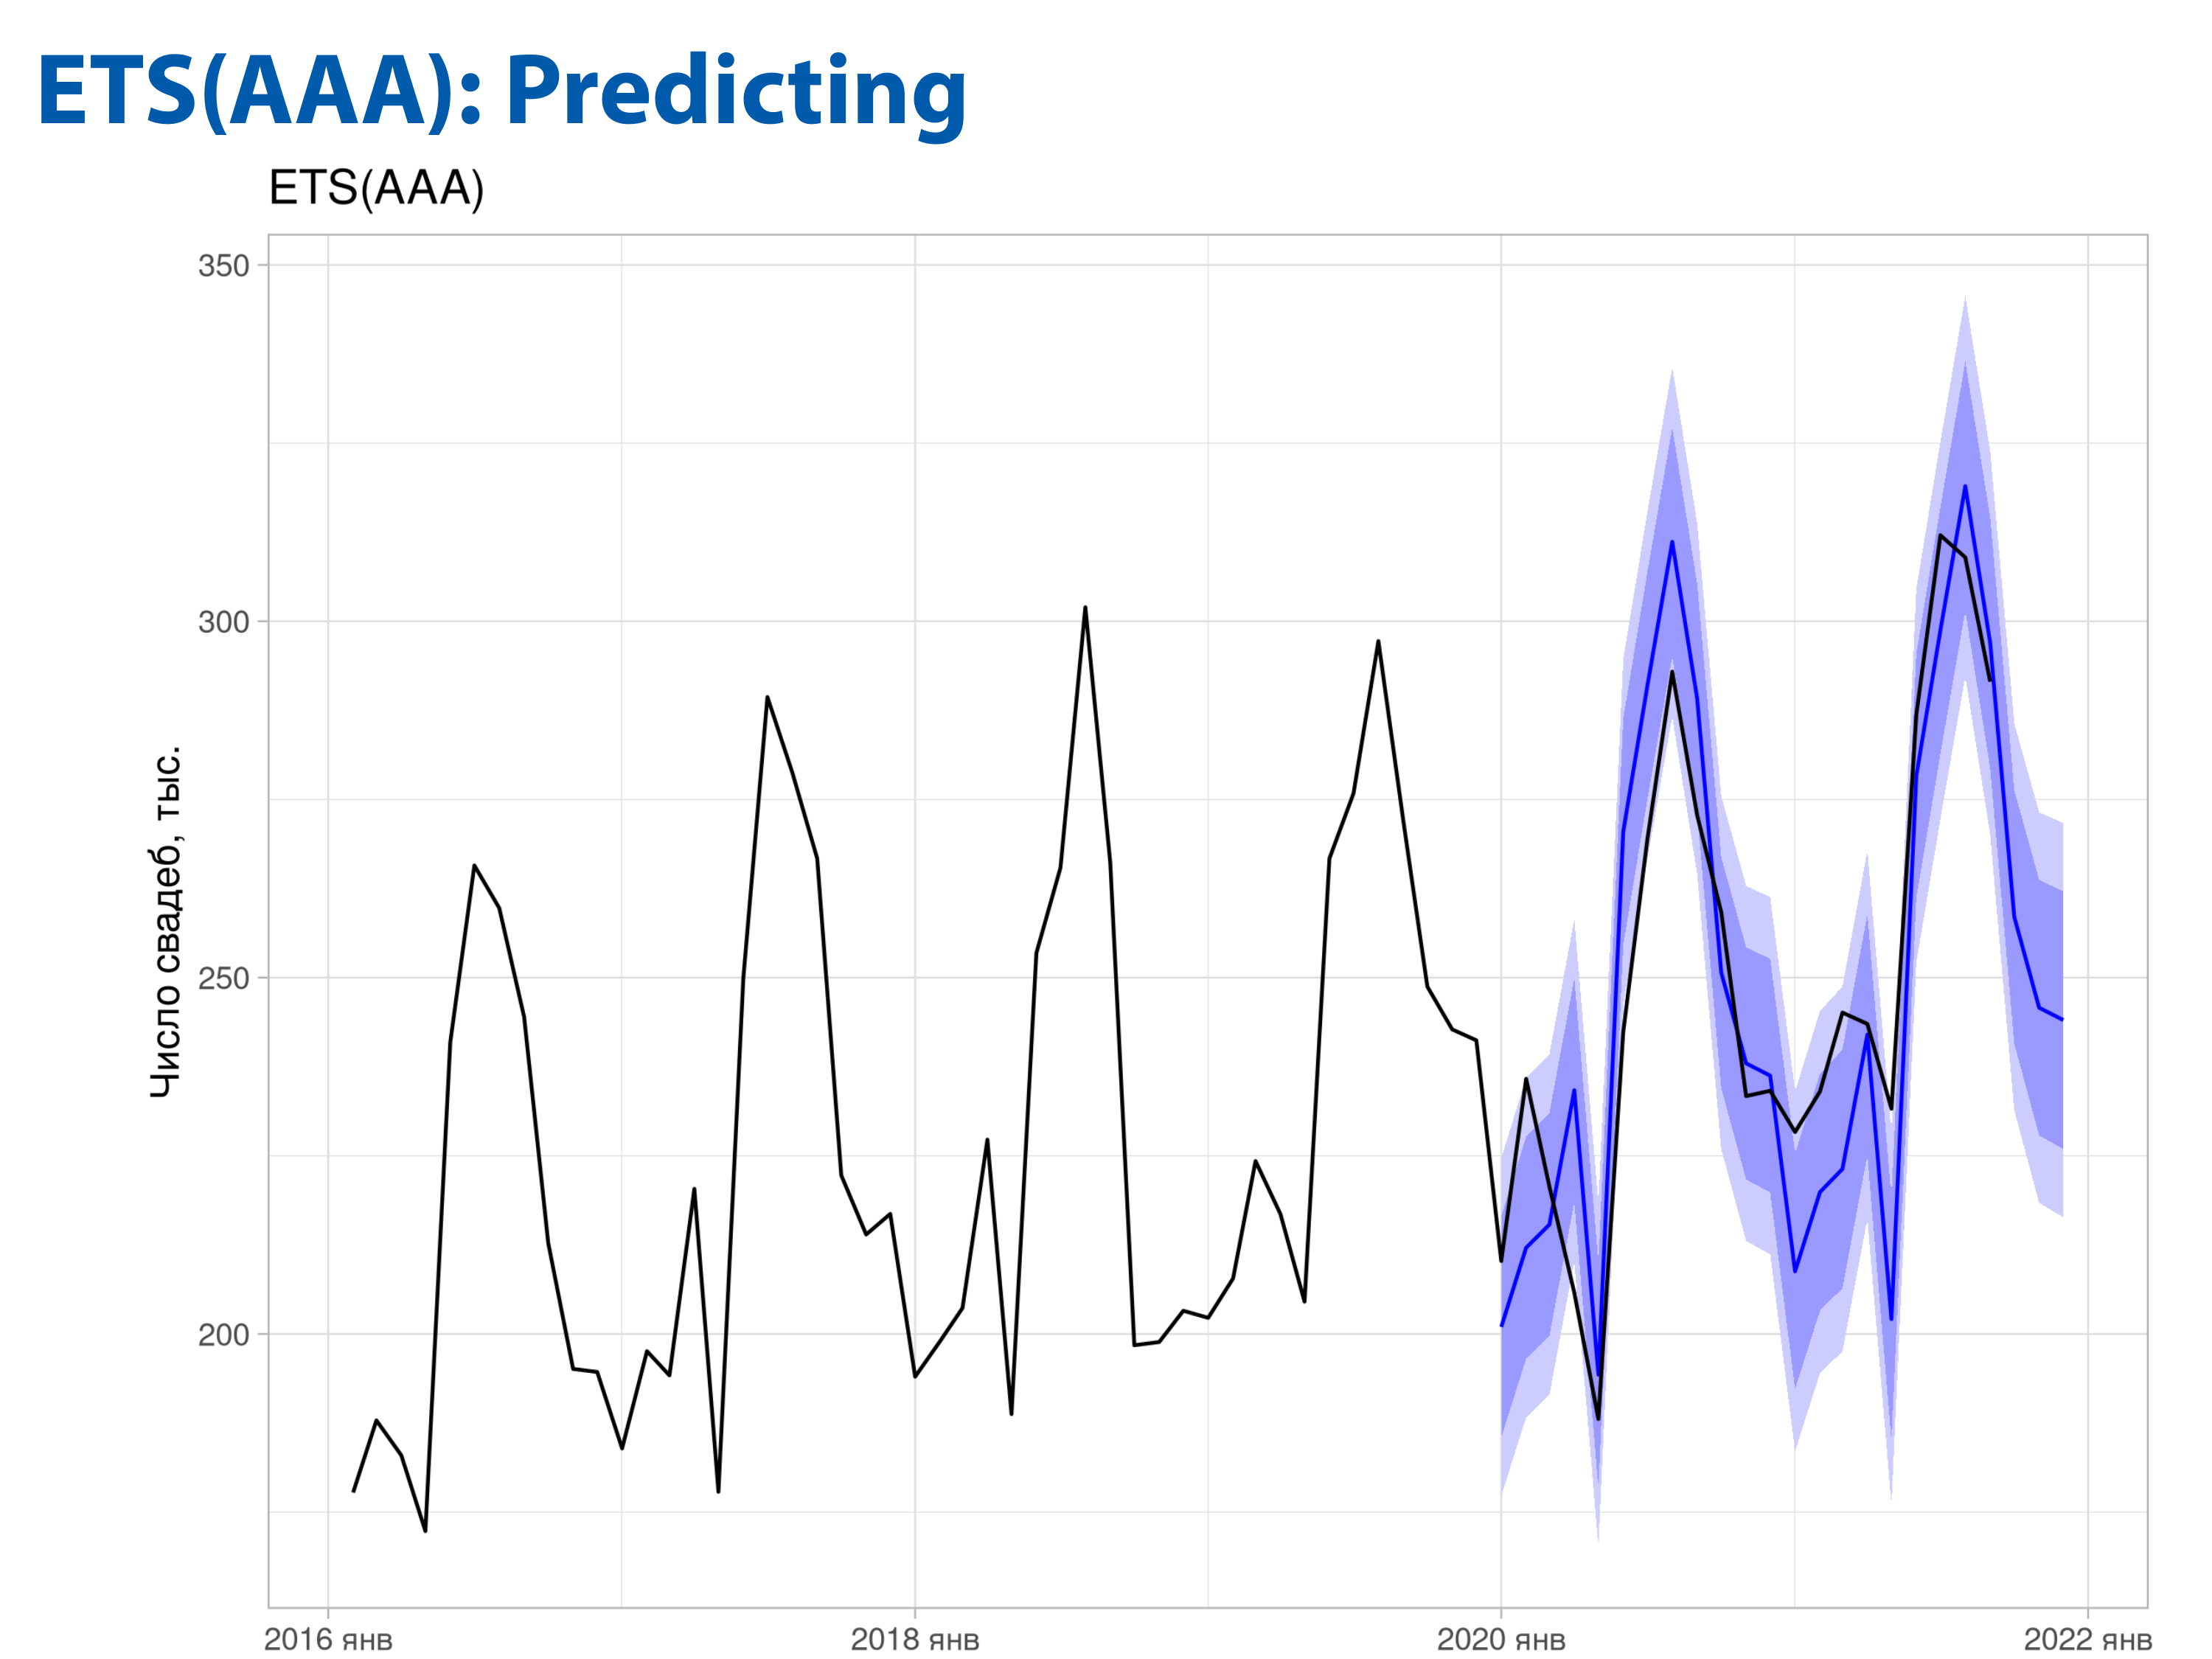 ETS(AAA): Predicting
ETS(AAA)
350
300
250
200
Число свадеб, тыс.
2016 янв
2018 янв
2020 янв
2022 янв